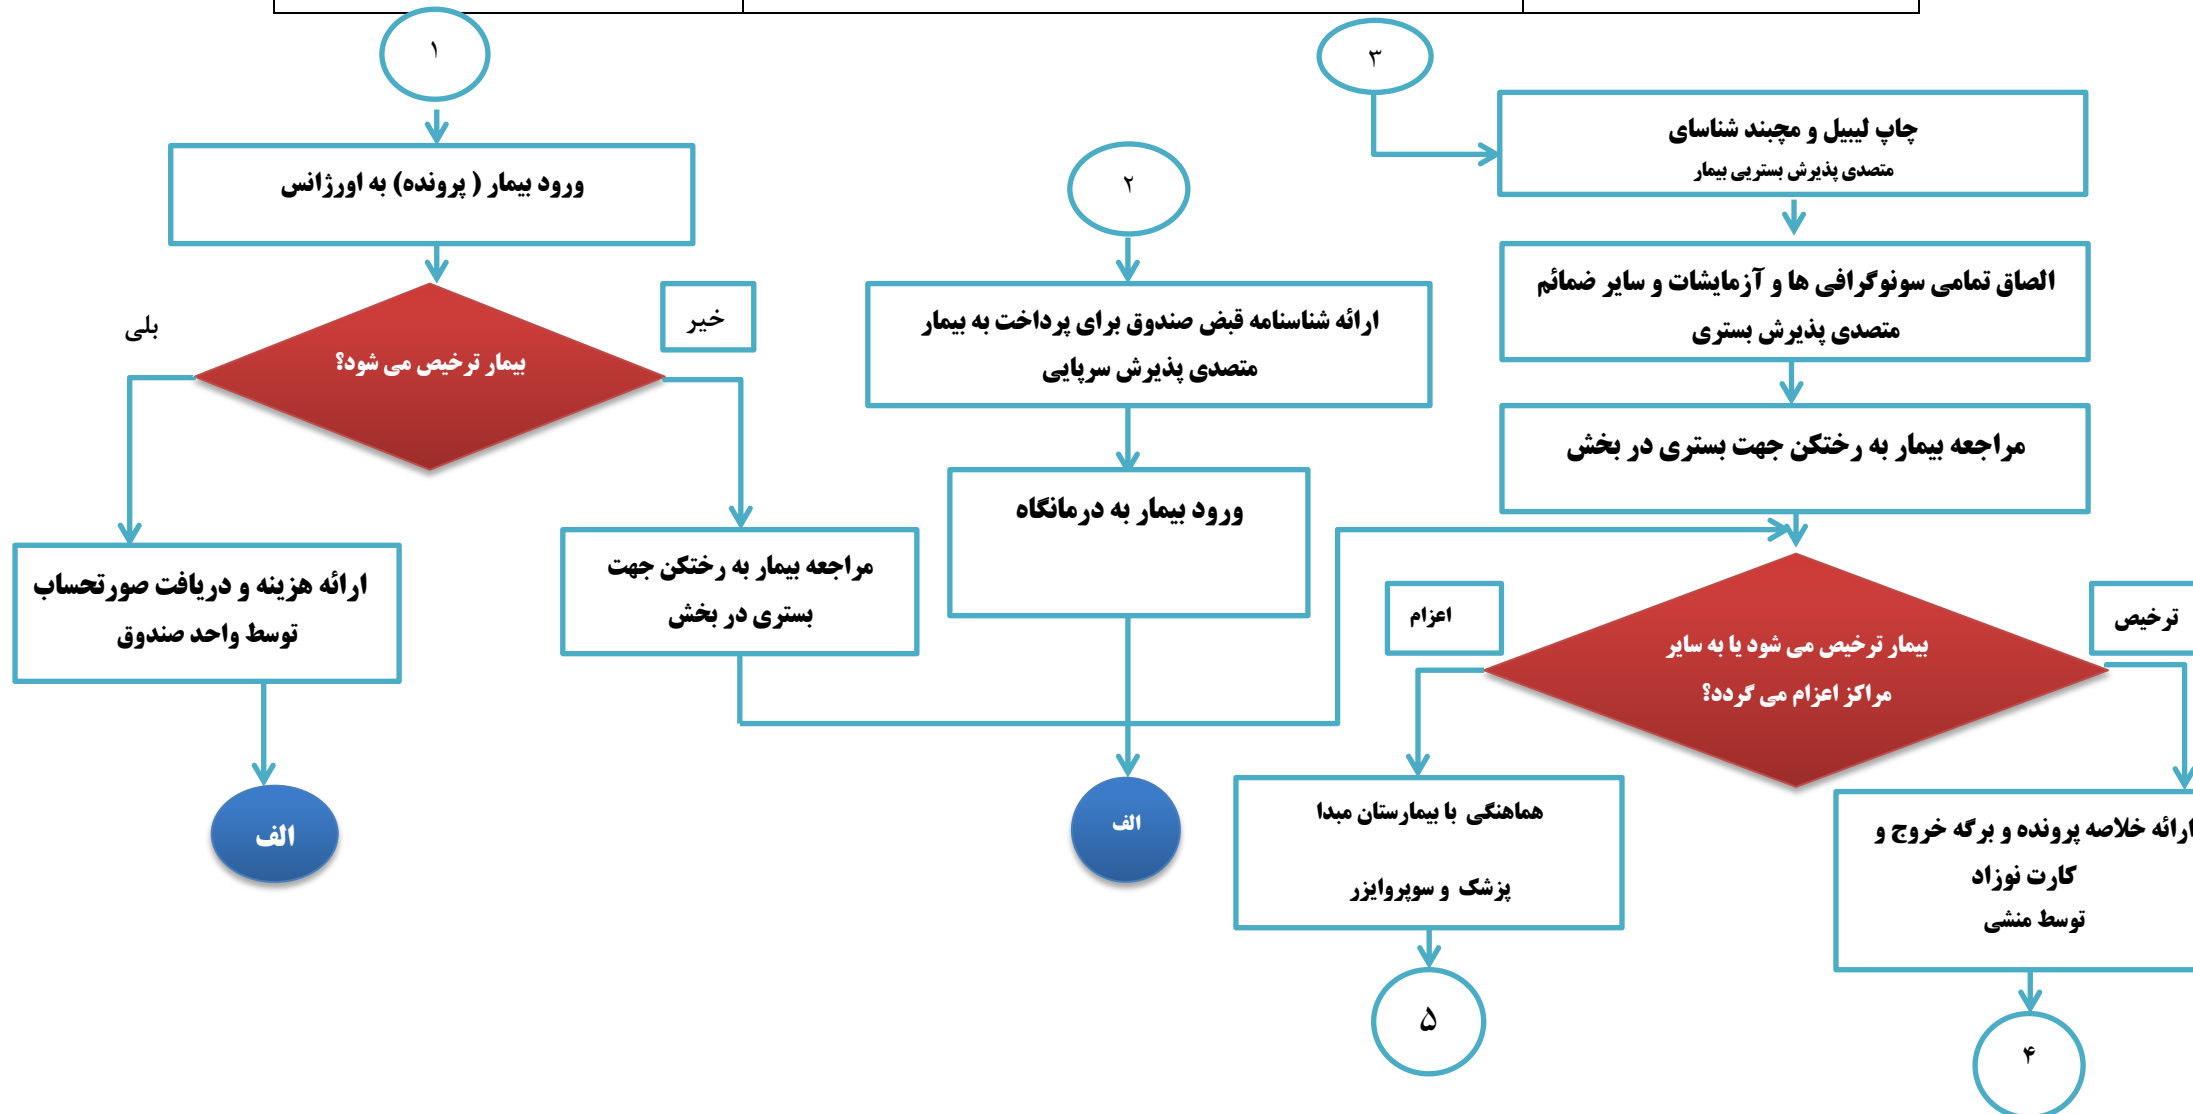 ۱
ورود بیمار ( پرونده) به اورژانس
بیمار ترخیص می شود؟
بلی
خیر
ارائه هزینه و دریافت صورتحساب
توسط واحد صندوق
الف
مراجعه بیمار به رختکن جهت
بستری در بخش
۲
ارائه شناسنامه قبض صندوق برای پرداخت به بیمار
متصدی پذیرش سرپایی
ورود بیمار به درمانگاه
الف
۳
چاپ لیبیل و مچبند شناسای
متصدی پذیرش بستریی بیمار
الصاق تمامی سونوگرافی ها و آزمایشات و سایر ضمائم
متصدی پذیرش بستری
مراجعه بیمار به رختکن جهت بستری در بخش
بیمار ترخیص می شود یا به سایر
مراکز اعزام می گردد؟
اعزام
ترخیص
هماهنگی با بیمارستان مبدا
پزشک و سوپروایزر
۵
ارائه خلاصه پرونده و برگه خروج و
کارت نوزاد
توسط منشی
۴